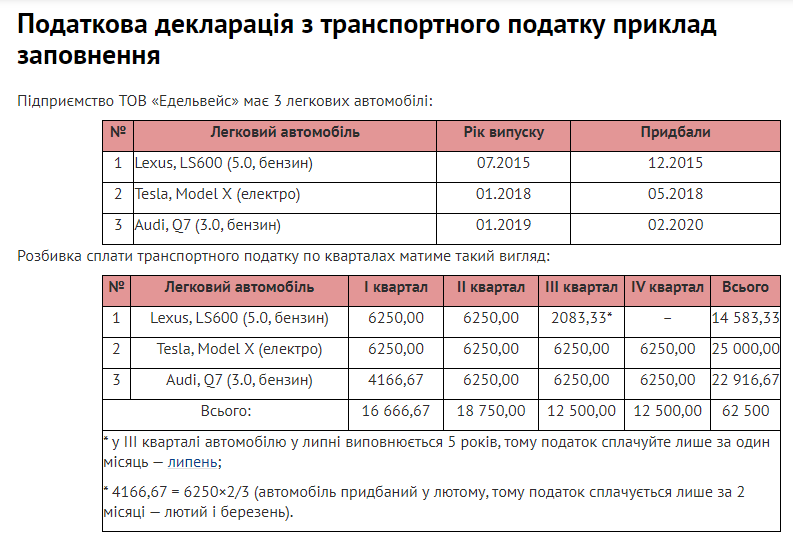 Податкова декларація з транспортного податку приклад
заповнення
Підприємство ТОВ «Едельвейс» має 3 легкових автомобілі:
№ Легковий автомобіль Рік випуску Придбали
1 Lexus, LS600 (5.0, бензин) 07.2015 12.2015
2 Tesla, Model X (електро) 01.2018 05.2018
3 Audi, Q7 (3.0, бензин) 01.2019 02.2020
Розбивка сплати транспортного податку по кварталах матиме такий вигляд:
№ Легковий автомобіль I квартал II квартал III квартал IV квартал Всього
1 Lexus, LS600 (5.0, бензин) 6250,00 6250,00 2083,33* – 14 583,33
2 Tesla, Model X (електро) 6250,00 6250,00 6250,00 6250,00 25 000,00
3 Audi, Q7 (3.0, бензин) 4166,67 6250,00 6250,00 6250,00 22 916,67
Всього: 16 666,67 18 750,00 12 500,00 12 500,00 62 500
* у III кварталі автомобілю у липні виповнюється 5 років, тому податок сплачуйте лише за один
місяць — липень;
* 4166,67 = 6250×2/3 (автомобіль придбаний у лютому, тому податок сплачується лише за 2
місяці — лютий і березень).